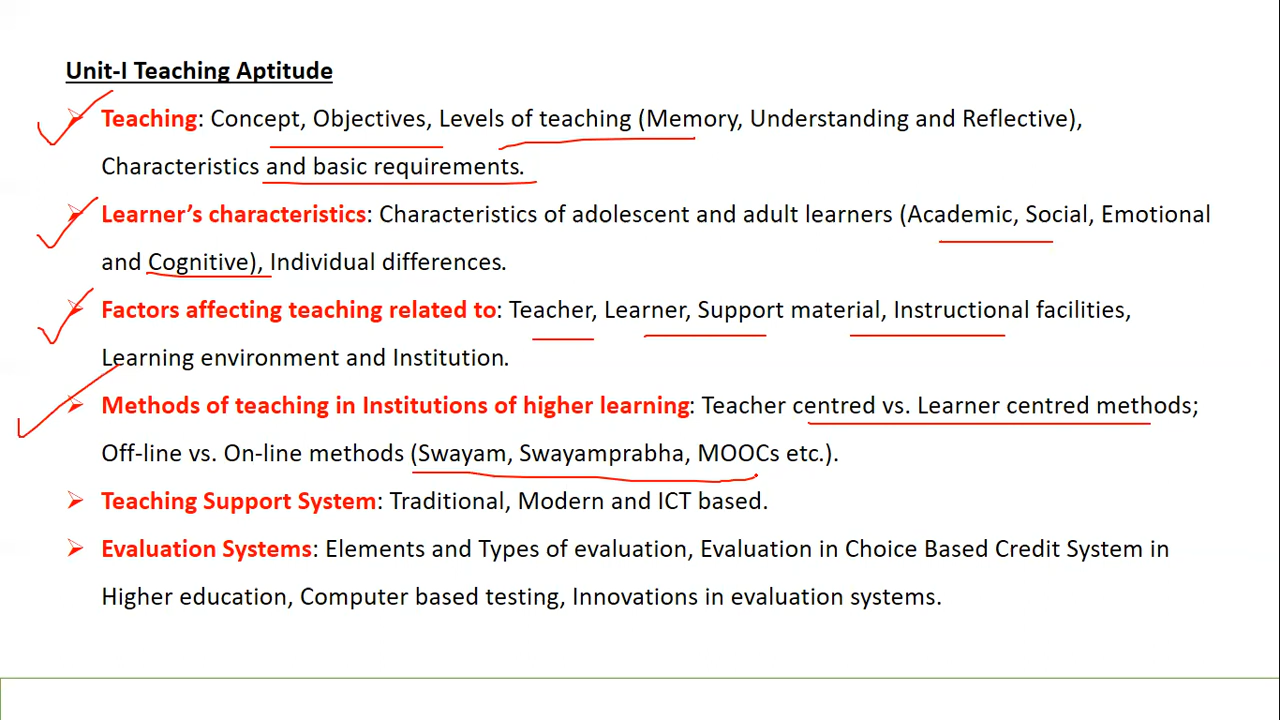 Unit-I Teaching Aptitude
Teaching: Concept, Objectives, Levels of teaching (Memory, Understanding and Reflective),
Characteristics and basic requirements.
Learner’s characteristics: Characteristics of adolescent and adult learners (Academic, Social, Emotional
and Cognitive), Individual differences.
Factors affecting teaching related to: Teacher, Learner, Support material, Instructional facilities,
Learning environment and Institution.
Methods of teaching in Institutions of higher learning: Teacher centred vs. Learner centred methods;
Off-line vs. On-line methods (Swayam, Swayamprabha, MOOCs etc.).
Teaching Support System: Traditional, Modern and ICT based.
Evaluation Systems: Elements and Types of evaluation, Evaluation in Choice Based Credit System in
Higher education, Computer based testing, Innovations in evaluation systems.